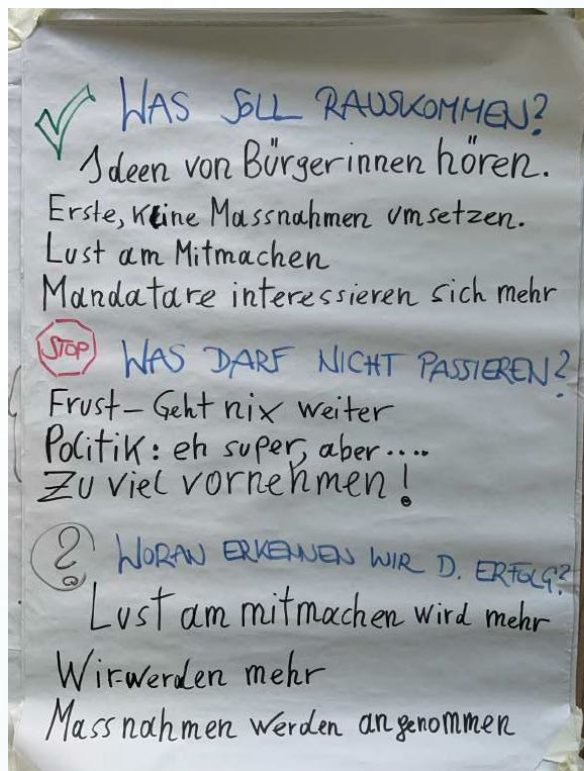 WAS SOLL RAUSKOMMEN?
Ideen von Bürgerinnen hören.
Erste, kleine Massnahmen umsetzen.
Lust am Mitmachen
Mandatare interessieren sich mehr
STOP WAS DARF NICHT PASSIEREN?
Frust – Geht nix weiter
Politik: eh super, aber ....
Zu viel vornehmen!
? WORAN ERKENNEN WIR D. ERFOLG?
Lust am mitmachen wird mehr
Wir werden mehr
Massnahmen werden angenommen